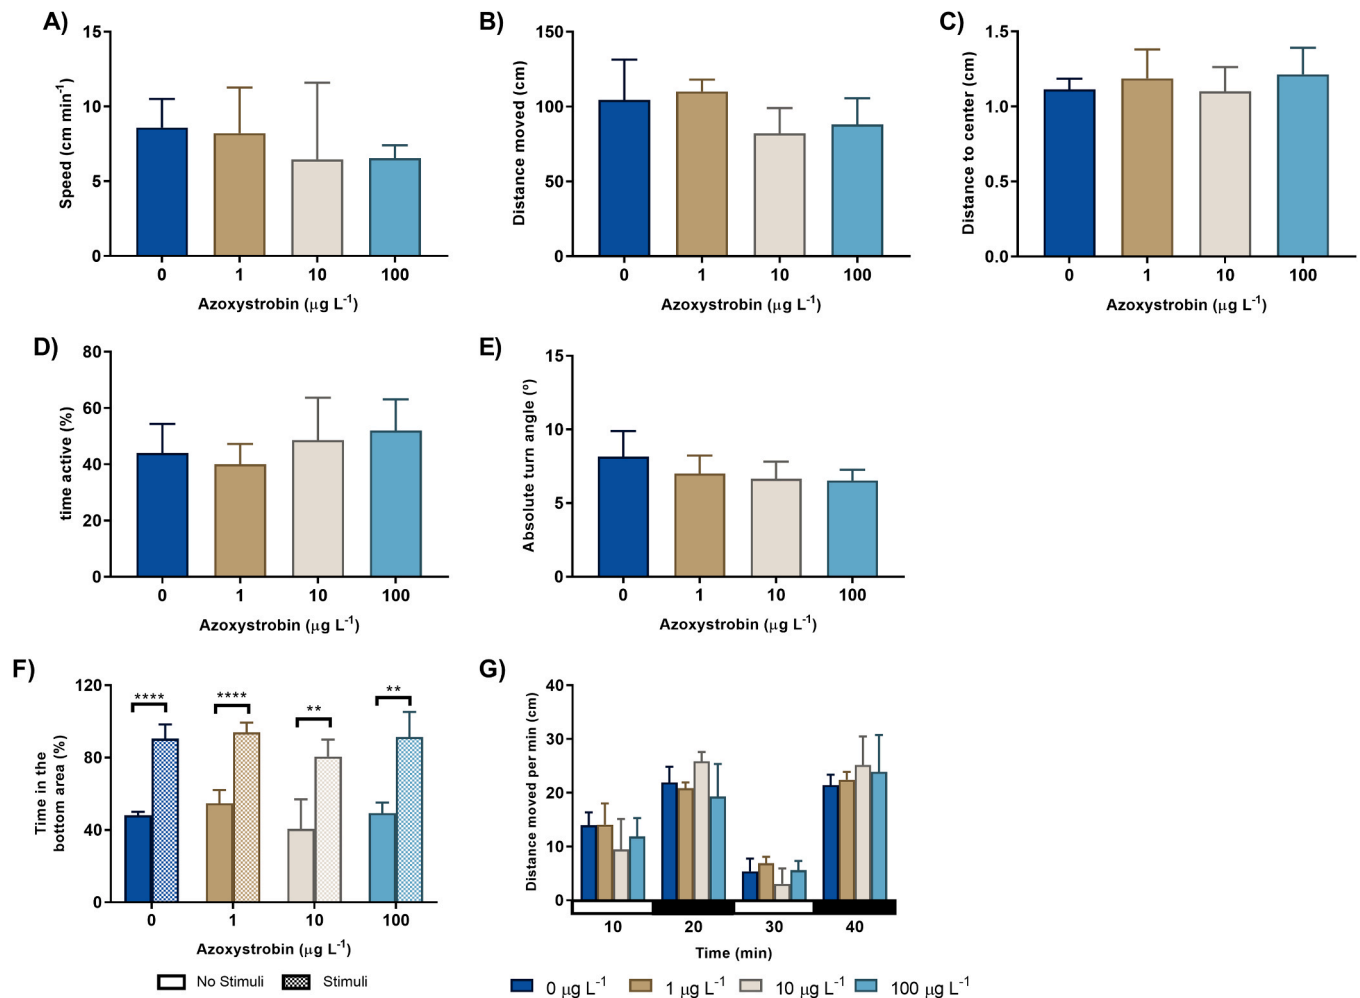 A)
15
10
5
0
Speed (cm min-1)
0 1 10 100
Azoxystrobin (μg L-1)
B)
150
100
50
0
Distance moved (cm)
0 1 10 100
Azoxystrobin (μg L-1)
C)
1.5
1.0
0.5
0.0
Distance to center (cm)
0 1 10 100
Azoxystrobin (μg L-1)
D)
80
60
40
20
0
time active (%)
0 1 10 100
Azoxystrobin (μg L-1)
E)
15
10
5
0
Absolute turn angle (º)
0 1 10 100
Azoxystrobin (μg L-1)
F)
120
80
40
0
Time in the
bottom area (%)
**** **** ** **
0 1 10 100
Azoxystrobin (μg L-1)
No Stimuli Stimuli
G)
40
30
20
10
0
Distance moved per min (cm)
10 20 30 40
Time (min)
0 μg L-1 1 μg L-1 10 μg L-1 100 μg L-1